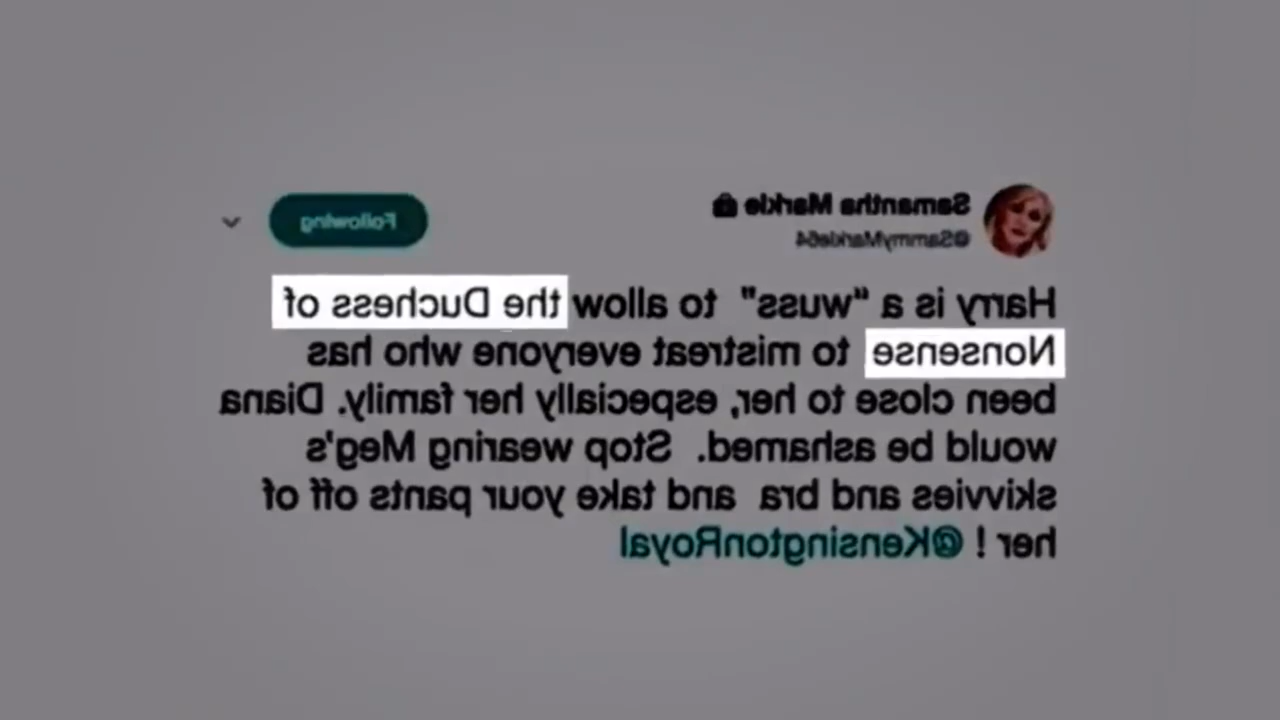 Samantha Markle
@SammyMarkle64
Following
Harry is a “wuss" to allow the Duchess of
Nonsense to mistreat everyone who has
been close to her, especially her family. Diana
would be ashamed. Stop wearing Meg's
skivvies and bra and take your pants off of
her ! @KensingtonRoyal